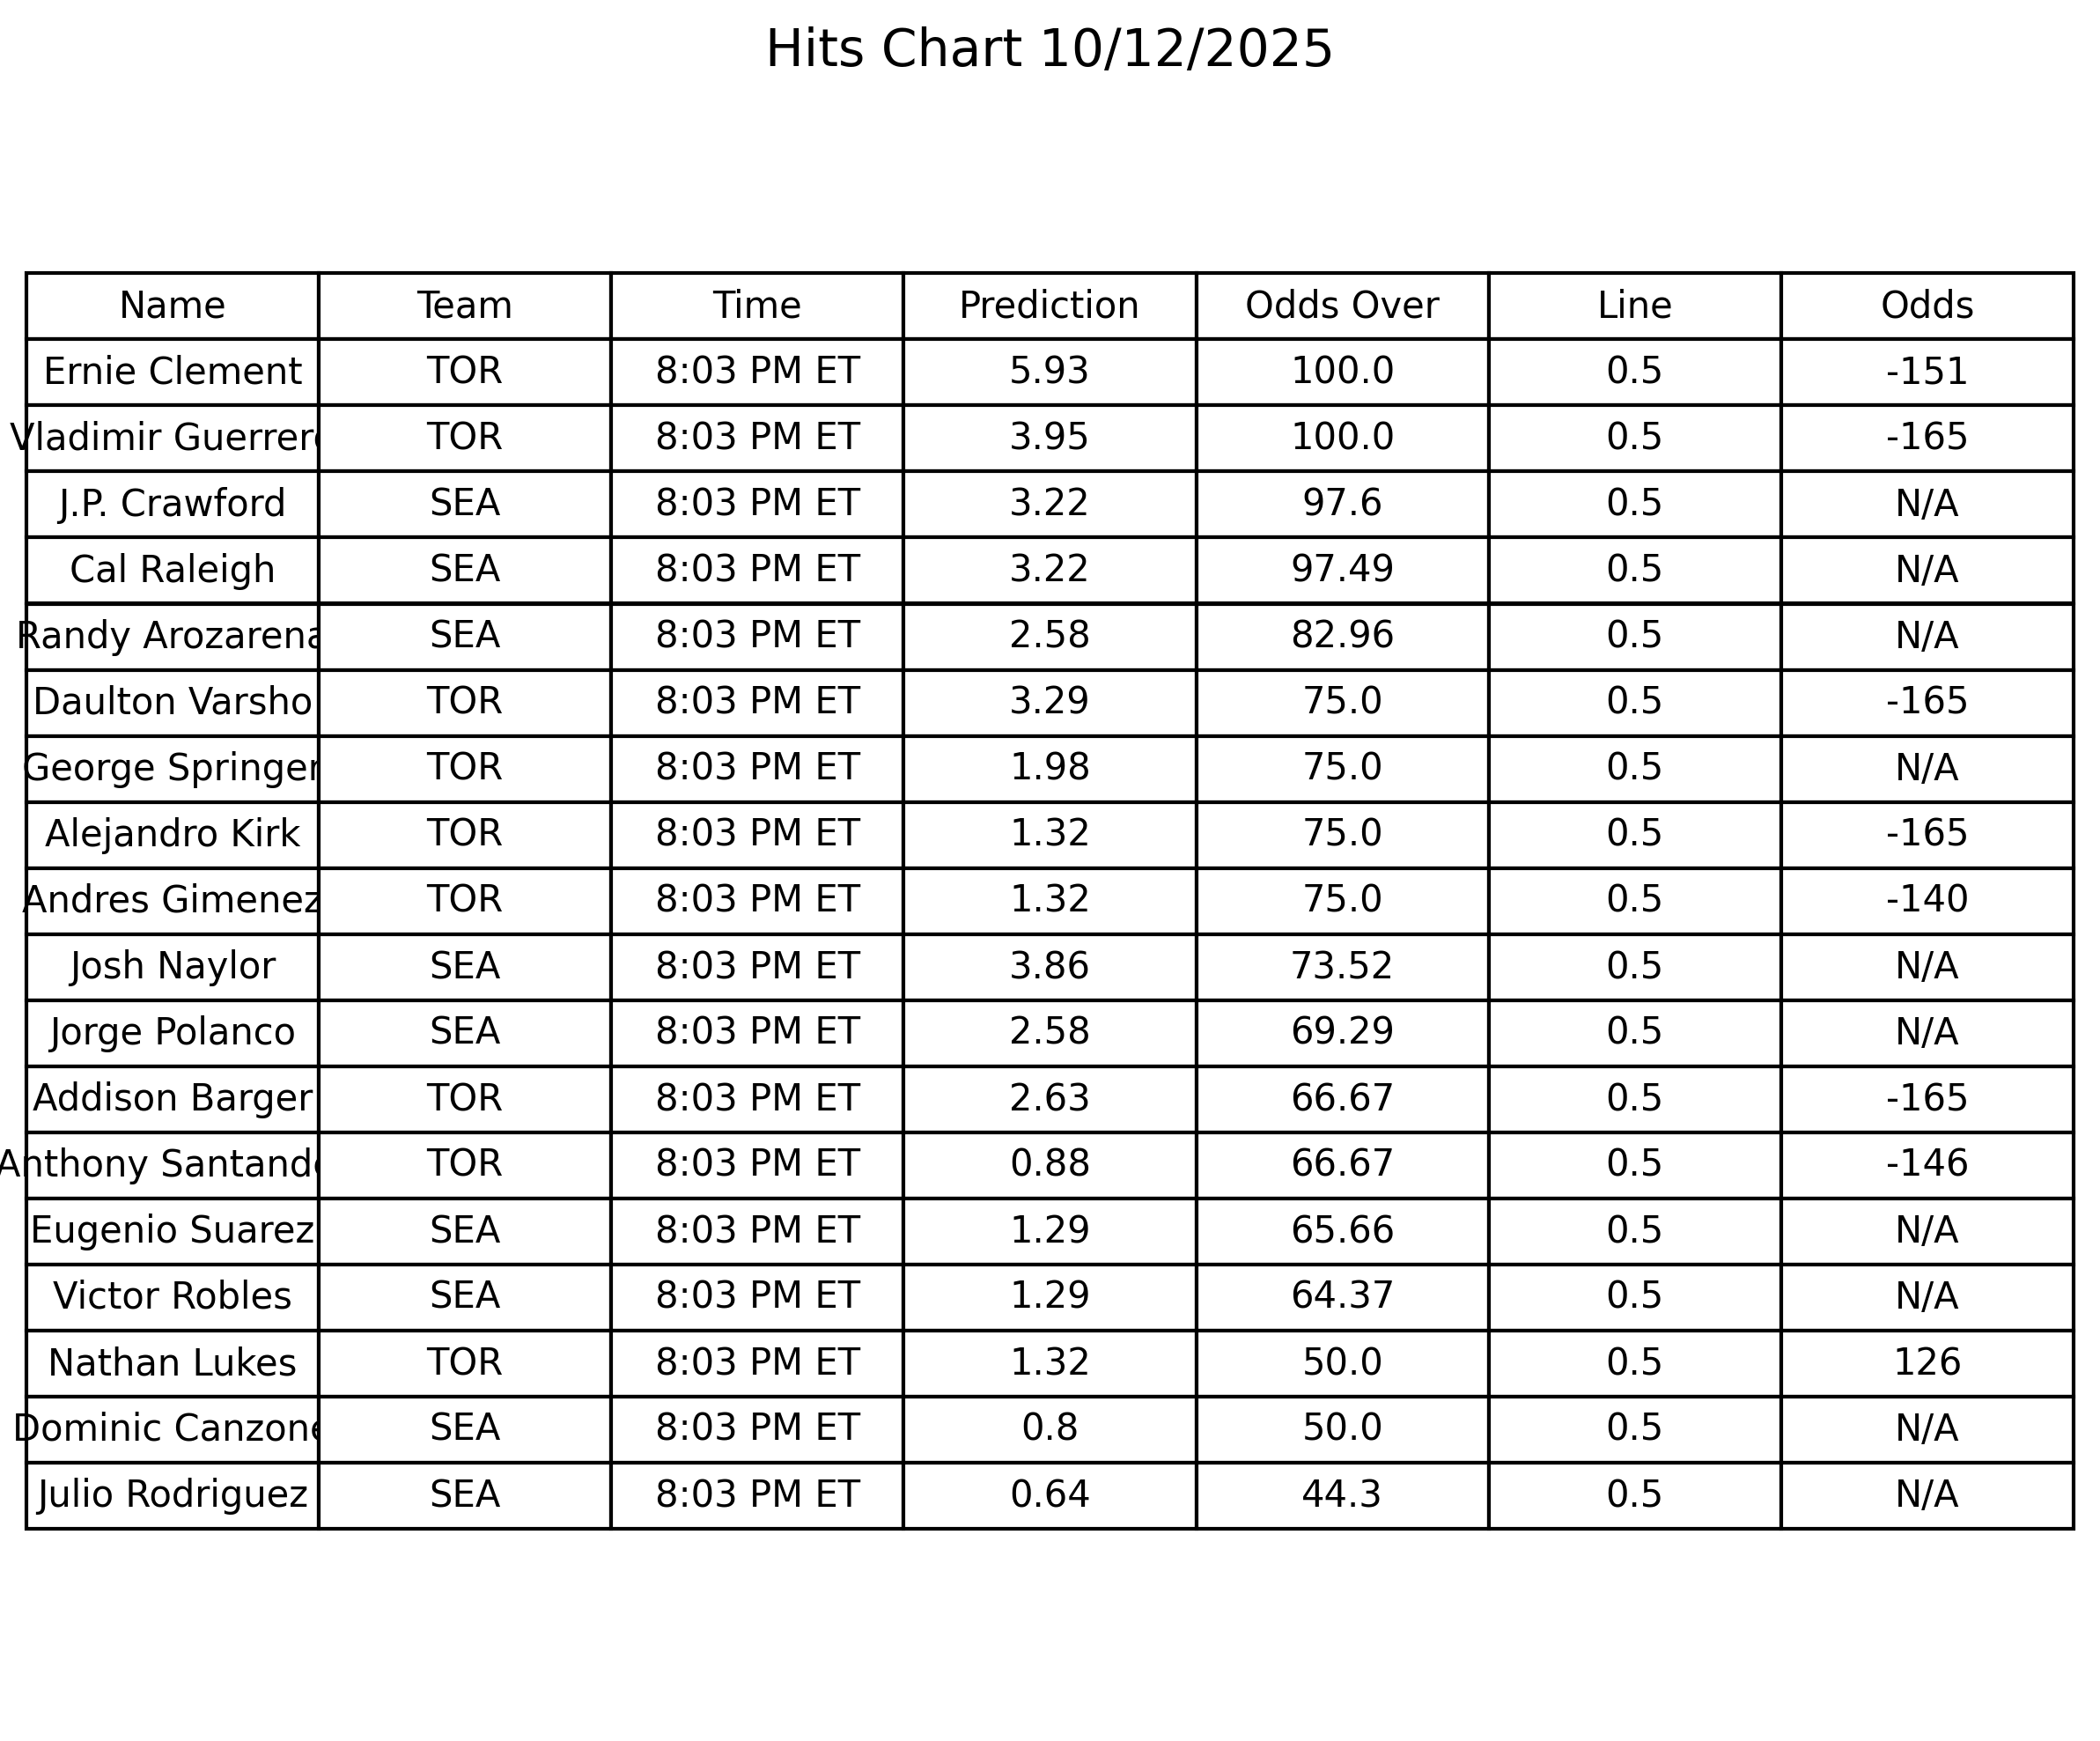 Hits Chart 10/12/2025
Name Team Time Prediction Odds Over Line Odds
Ernie Clement TOR 8:03 PM ET 5.93 100.0 0.5 -151
Vladimir Guerrero TOR 8:03 PM ET 3.95 100.0 0.5 -165
J.P. Crawford SEA 8:03 PM ET 3.22 97.6 0.5 N/A
Cal Raleigh SEA 8:03 PM ET 3.22 97.49 0.5 N/A
Randy Arozarena SEA 8:03 PM ET 2.58 82.96 0.5 N/A
Daulton Varsho TOR 8:03 PM ET 3.29 75.0 0.5 -165
George Springer TOR 8:03 PM ET 1.98 75.0 0.5 N/A
Alejandro Kirk TOR 8:03 PM ET 1.32 75.0 0.5 -165
Andres Gimenez TOR 8:03 PM ET 1.32 75.0 0.5 -140
Josh Naylor SEA 8:03 PM ET 3.86 73.52 0.5 N/A
Jorge Polanco SEA 8:03 PM ET 2.58 69.29 0.5 N/A
Addison Barger TOR 8:03 PM ET 2.63 66.67 0.5 -165
Anthony Santande TOR 8:03 PM ET 0.88 66.67 0.5 -146
Eugenio Suarez SEA 8:03 PM ET 1.29 65.66 0.5 N/A
Victor Robles SEA 8:03 PM ET 1.29 64.37 0.5 N/A
Nathan Lukes TOR 8:03 PM ET 1.32 50.0 0.5 126
Dominic Canzone SEA 8:03 PM ET 0.8 50.0 0.5 N/A
Julio Rodriguez SEA 8:03 PM ET 0.64 44.3 0.5 N/A